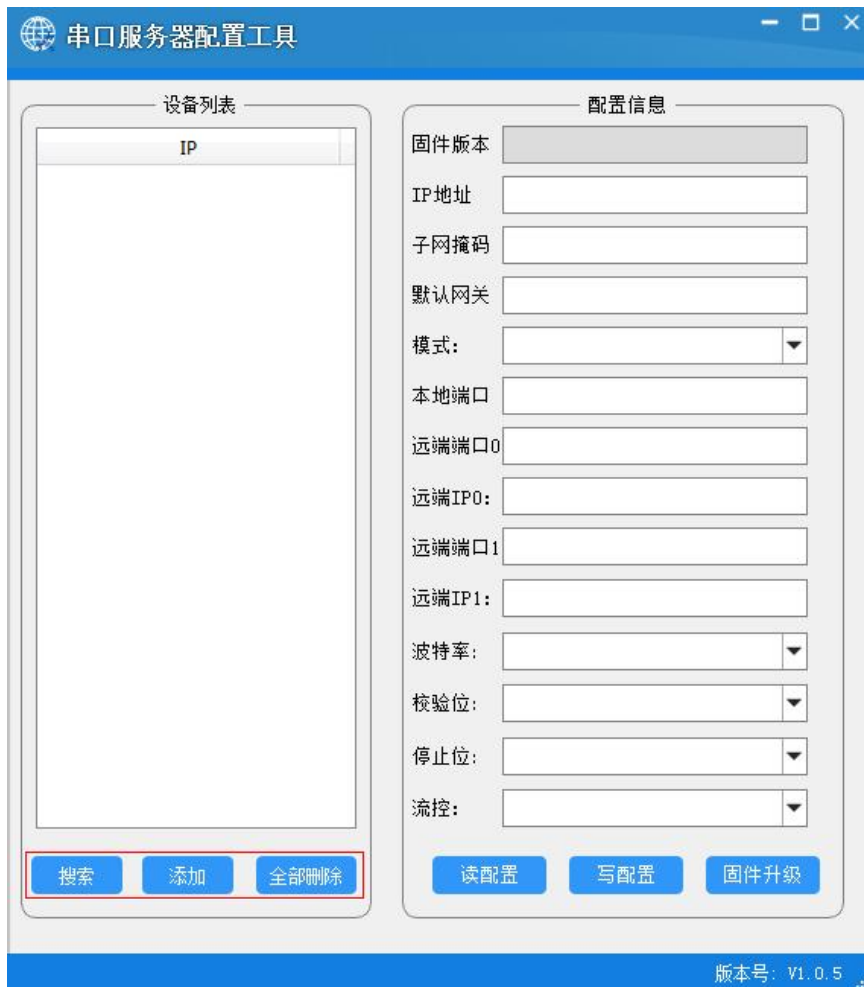 串口服务器配置工具
设备列表
IP
搜索
添加
全部删除
配置信息
固件版本
IP地址
子网掩码
默认网关
模式:
本地端口
远端端口0
远端IP0:
远端端口1
远端IP1:
波特率:
校验位:
停止位:
流控:
读配置
写配置
固件升级
版本号: V1.0.5